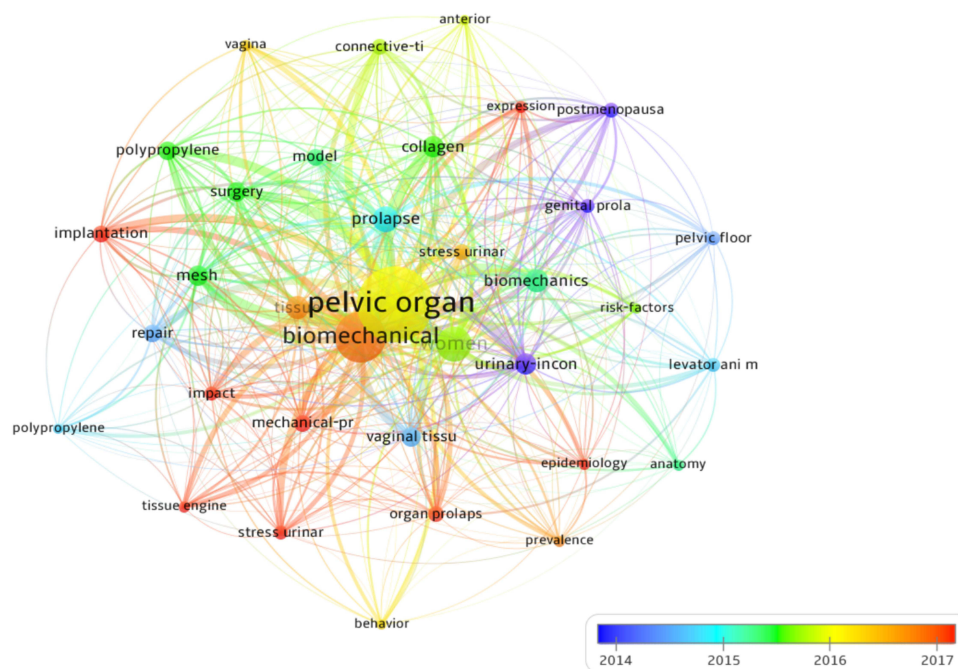 anterior
vagina
connective-ti
expression
postmenopausa
polypropylene
model
collagen
surgery
genital prola
prolapse
implantation
pelvic floor
stress urinar
mesh
biomechanics
tissue
pelvic organ
risk-factors
repair
biomechanical
women
urinary-incon
levator ani m
impact
polypropylene
mechanical-pr
vaginal tissu
epidemiology
anatomy
tissue engine
organ prolaps
stress urinar
prevalence
behavior
2014 2015 2016 2017